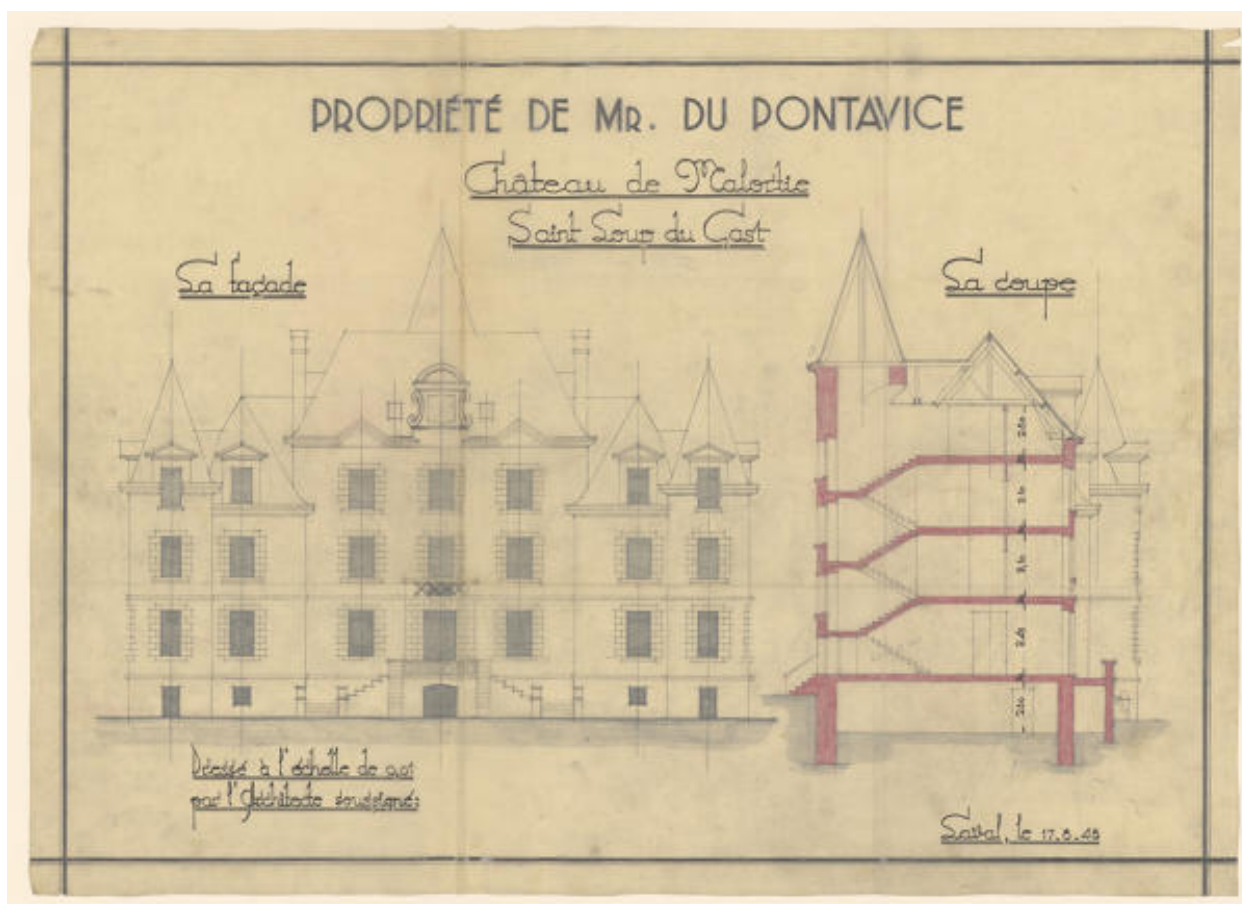 PROPRIÉTÉ DE MR. DU PONTAVICE
Château de Malortie
Saint Loup du Gast
La façade
La coupe
Dressé à l'échelle de 0,01
par l'Architecte soussigné:
Laval, le 17.8.48